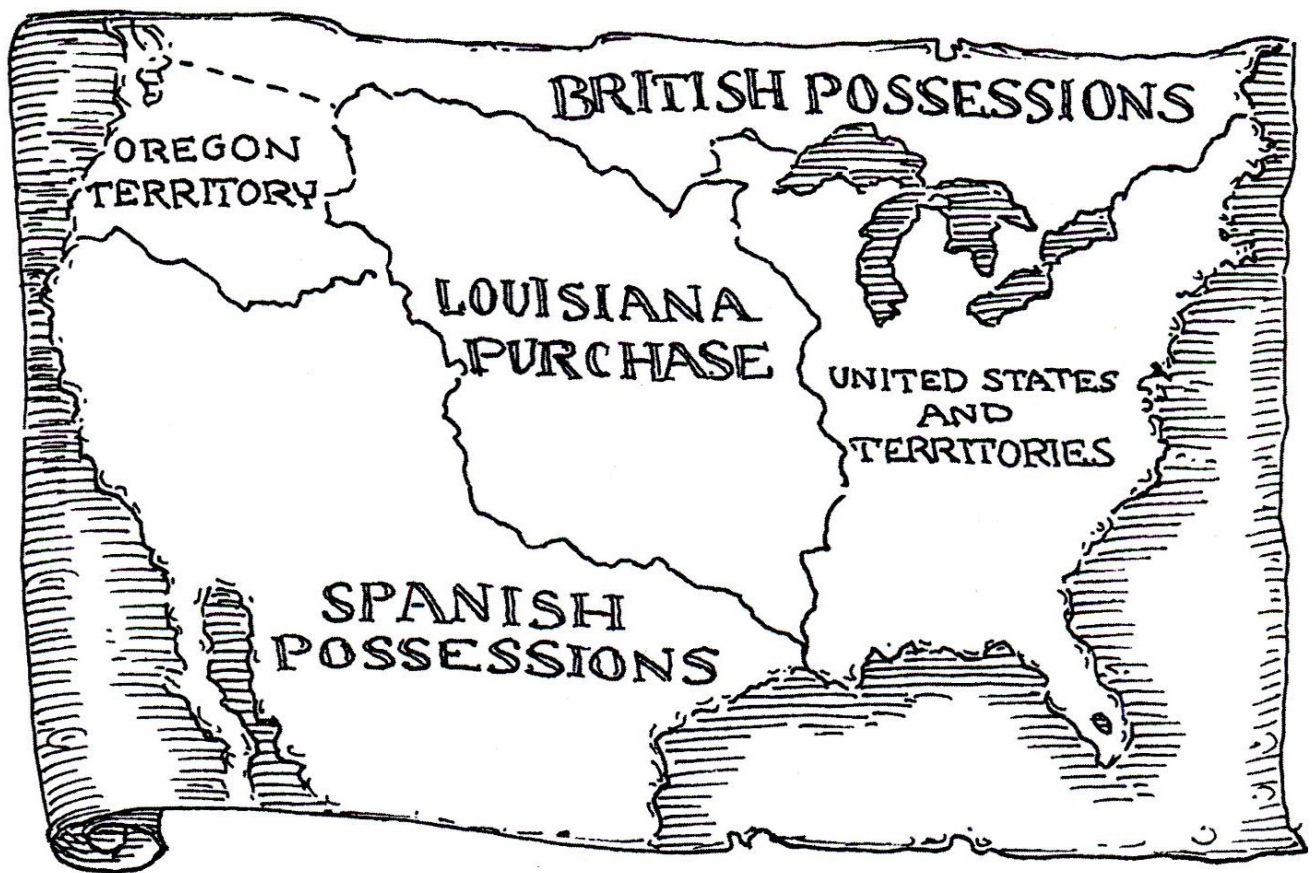 BRITISH POSSESSIONS
OREGON
TERRITORY
LOUISIANA
PURCHASE
UNITED STATES
AND
TERRITORIES
SPANISH
POSSESSIONS